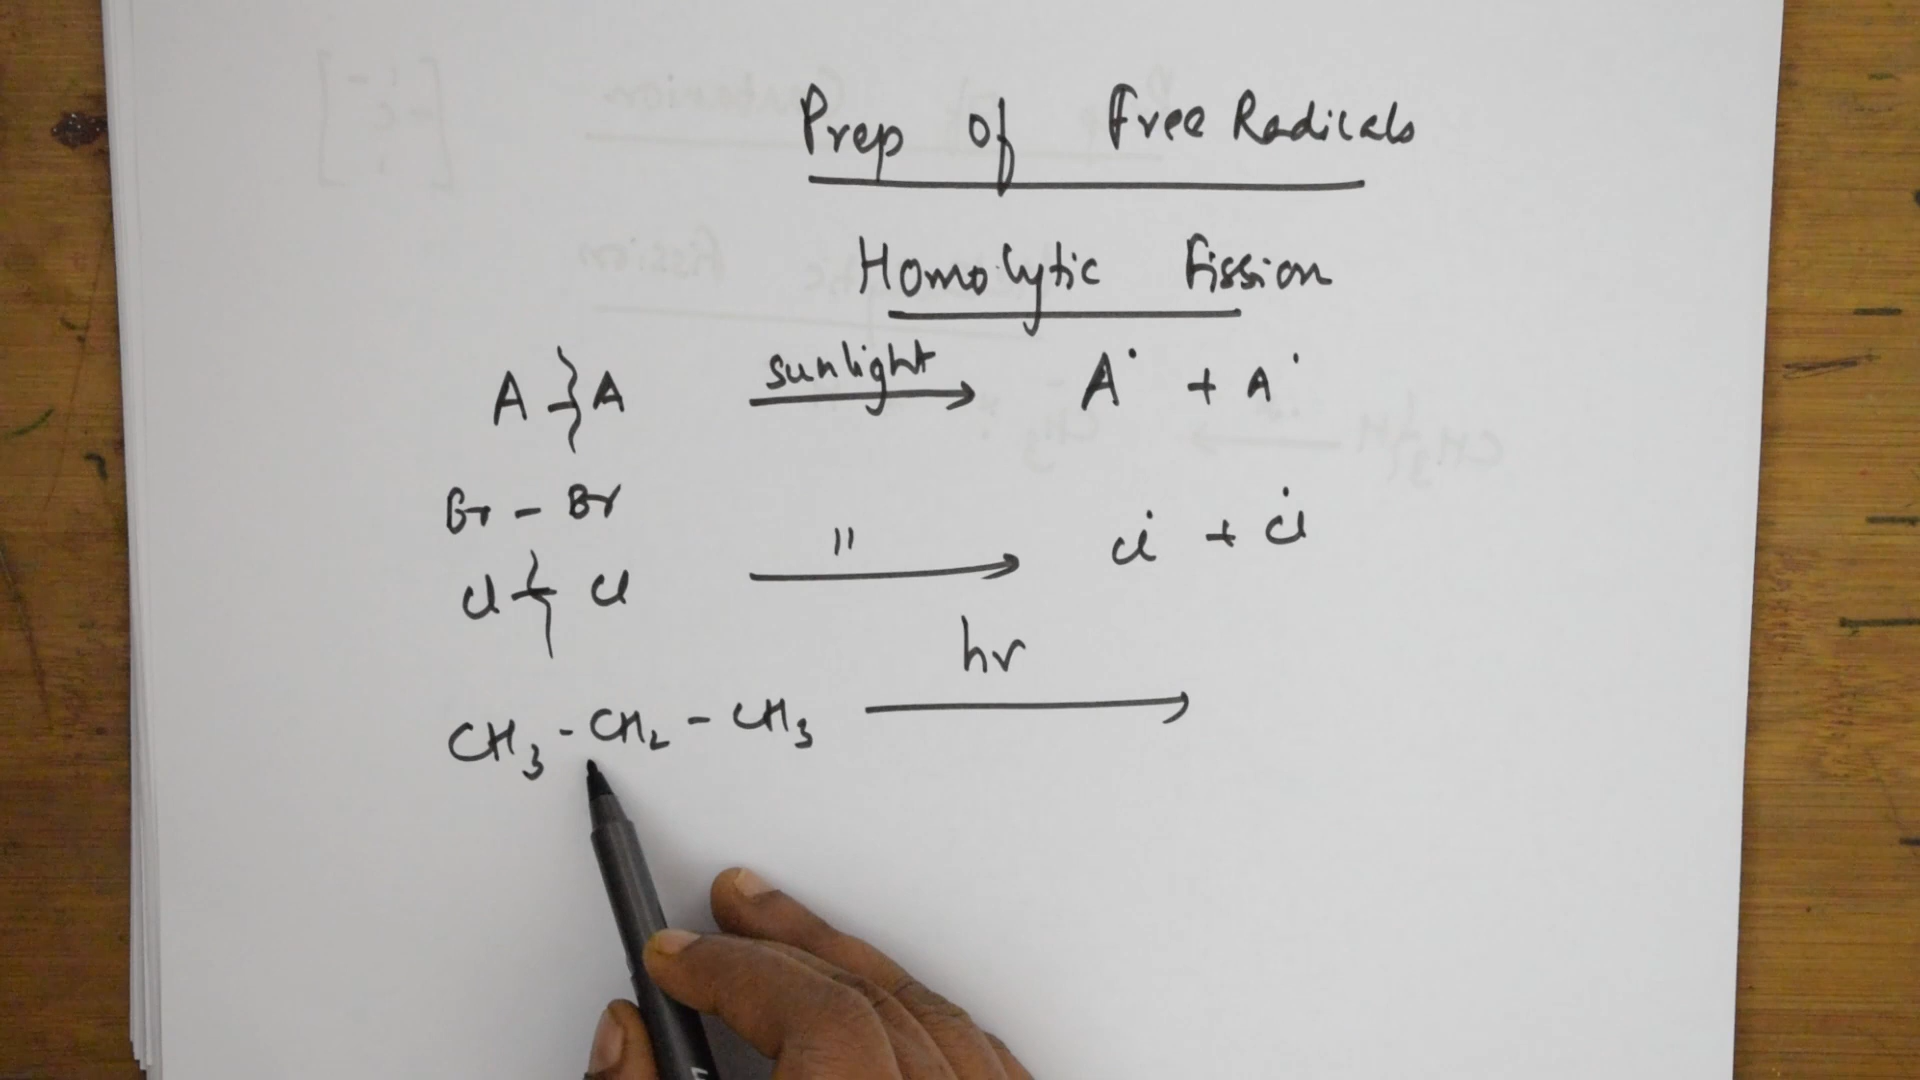 Prep of Free Radicals
Homolytic Fission
A - A sunlight → A˙ + A˙
Br - Br
Cl - Cl " → Cl˙ + Cl˙
hν
CH₃ - CH₂ - CH₃ →